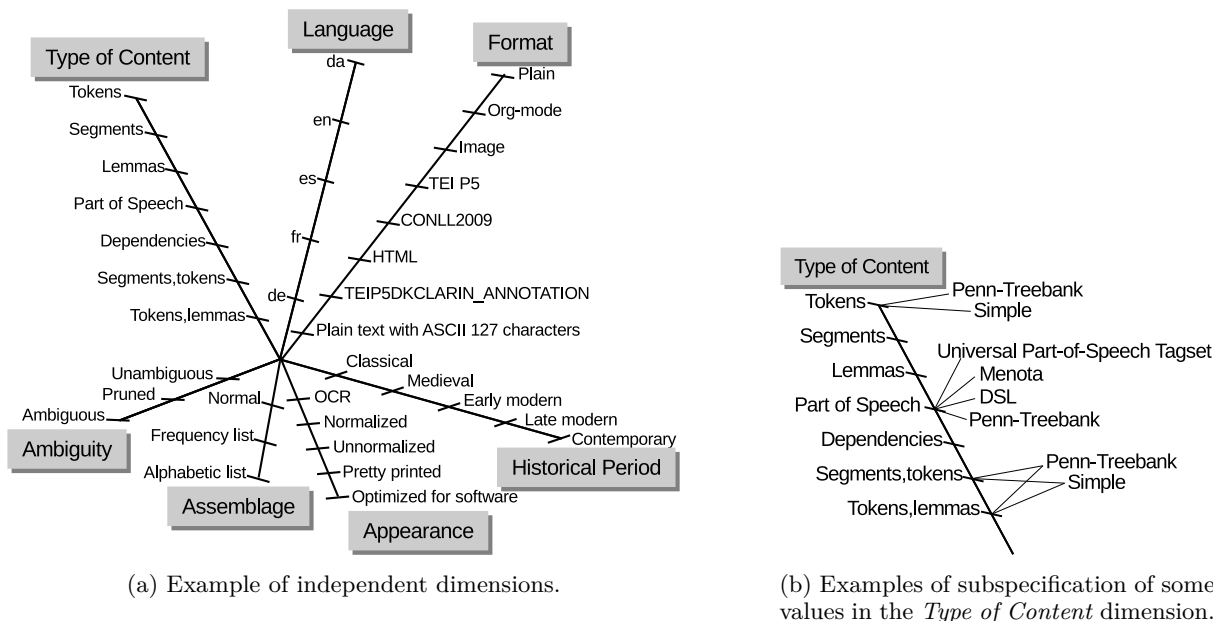 Language
Type of Content
Format
da
Plain
Tokens
Org-mode
Segments
en
Image
Lemmas
es
TEI P5
Part of Speech
CONLL2009
Dependencies
fr
HTML
Segments,tokens
de
TEIP5DKCLARIN_ANNOTATION
Tokens,lemmas
Plain text with ASCII 127 characters
Classical
Unambiguous
Medieval
Pruned
Normal
OCR
Early modern
Ambiguous
Normalized
Late modern
Ambiguity
Frequency list
Unnormalized
Contemporary
Alphabetic list
Pretty printed
Historical Period
Assemblage
Optimized for software
Appearance
(a) Example of independent dimensions.
Type of Content
Penn-Treebank
Tokens
Simple
Segments
Universal Part-of-Speech Tagset
Lemmas
Menota
DSL
Part of Speech
Penn-Treebank
Dependencies
Penn-Treebank
Segments,tokens
Simple
Tokens,lemmas
(b) Examples of subspecification of some
values in the Type of Content dimension.